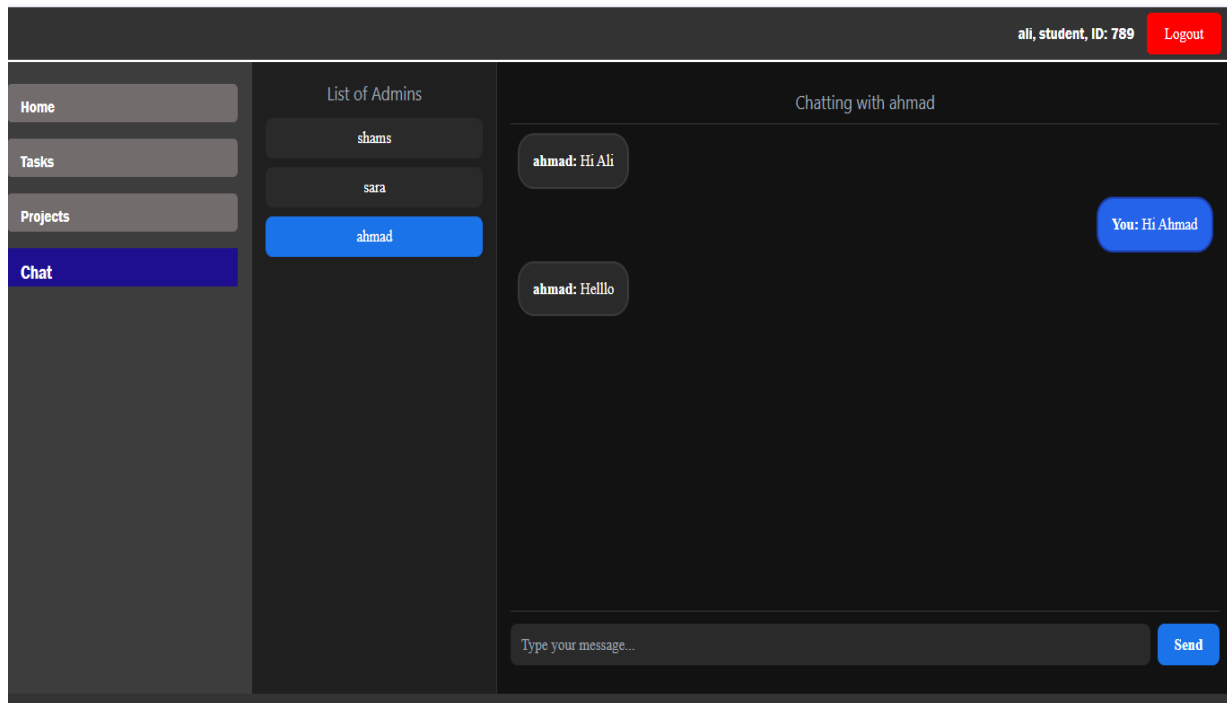 ali, student, ID: 789
Logout
Home
Tasks
Projects
Chat
List of Admins
shams
sara
ahmad
Chatting with ahmad
ahmad: Hi Ali
You: Hi Ahmad
ahmad: Helllo
Type your message...
Send